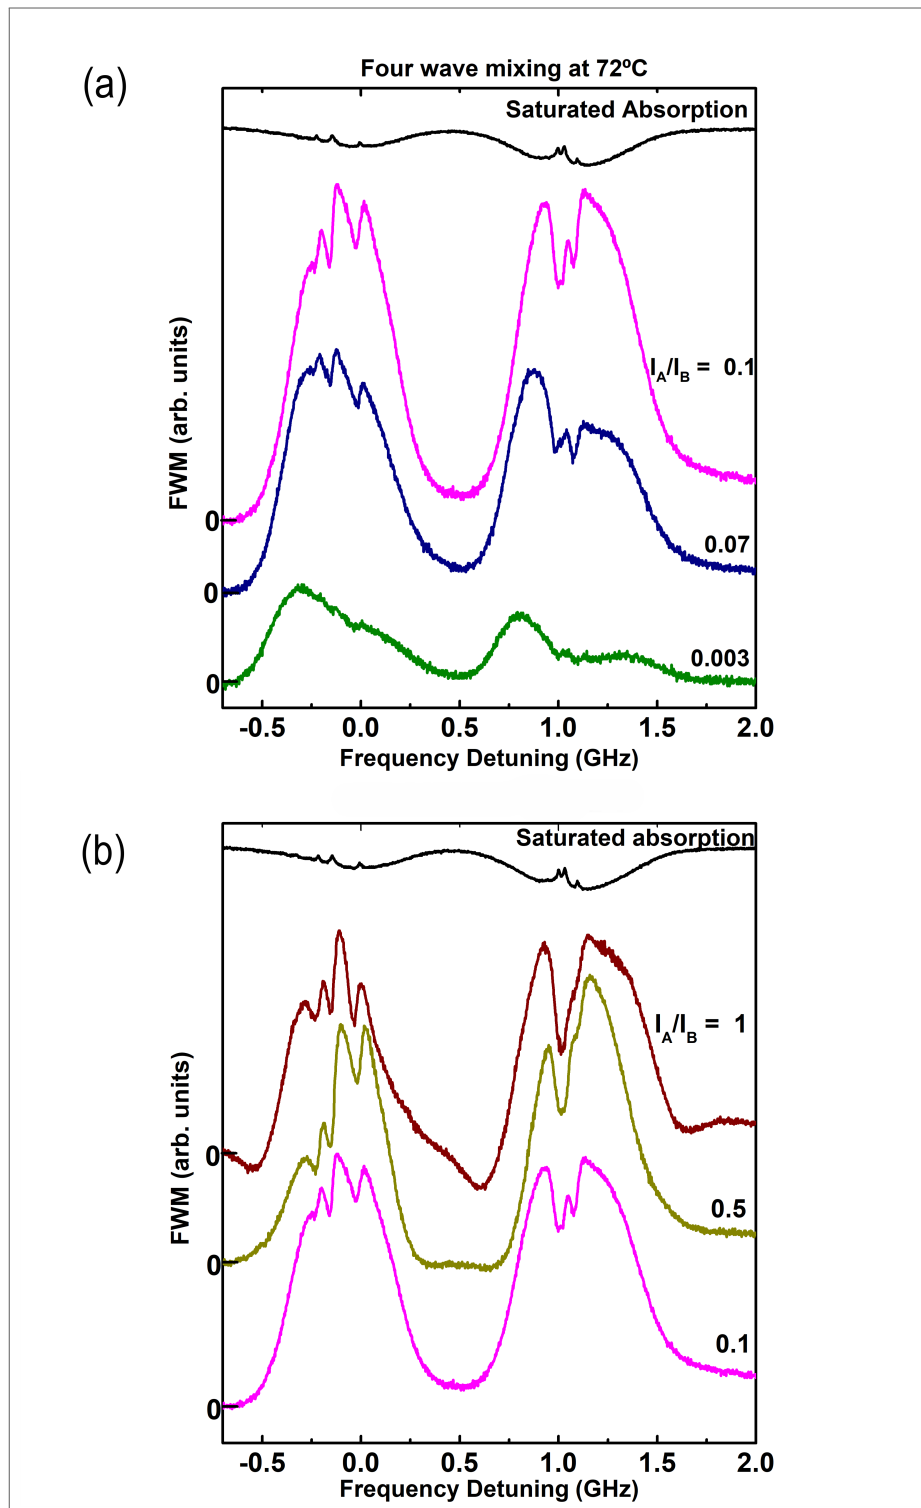 (a)
Four wave mixing at 72ºC
Saturated Absorption
FWM (arb. units)
I_A/I_B = 0.1
0
0.07
0
0.003
0
-0.5 0.0 0.5 1.0 1.5 2.0
Frequency Detuning (GHz)
(b)
Saturated absorption
FWM (arb. units)
I_A/I_B = 1
0
0.5
0
0.1
0
-0.5 0.0 0.5 1.0 1.5 2.0
Frequency Detuning (GHz)